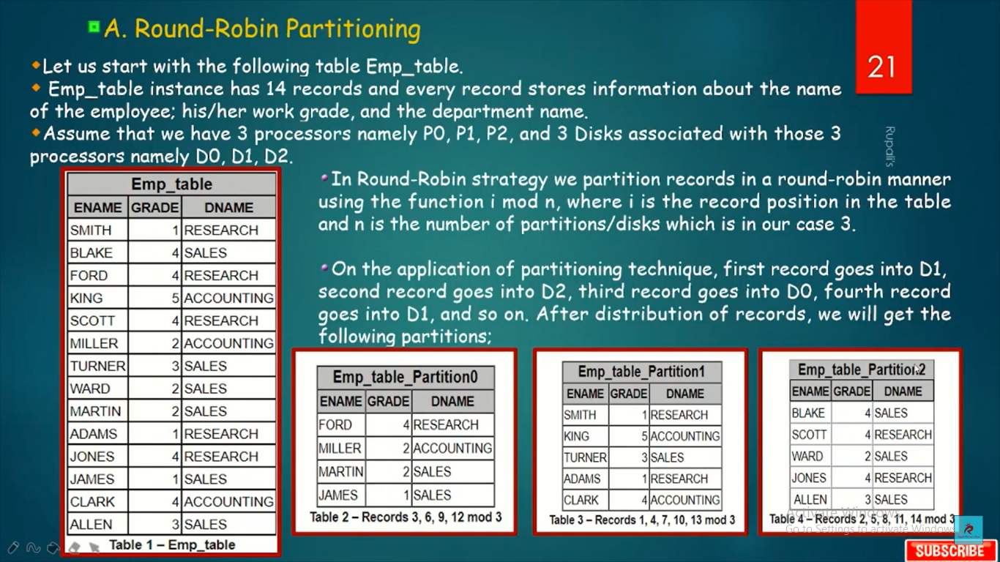 A. Round-Robin Partitioning
21
Let us start with the following table Emp_table.
Emp_table instance has 14 records and every record stores information about the name
of the employee; his/her work grade, and the department name.
Assume that we have 3 processors namely P0, P1, P2, and 3 Disks associated with those 3
processors namely D0, D1, D2.
Rupali's
Emp_table
ENAME GRADE DNAME
SMITH 1 RESEARCH
BLAKE 4 SALES
FORD 4 RESEARCH
KING 5 ACCOUNTING
SCOTT 4 RESEARCH
MILLER 2 ACCOUNTING
TURNER 3 SALES
WARD 2 SALES
MARTIN 2 SALES
ADAMS 1 RESEARCH
JONES 4 RESEARCH
JAMES 1 SALES
CLARK 4 ACCOUNTING
ALLEN 3 SALES
Table 1 – Emp_table
In Round-Robin strategy we partition records in a round-robin manner
using the function i mod n, where i is the record position in the table
and n is the number of partitions/disks which is in our case 3.
On the application of partitioning technique, first record goes into D1,
second record goes into D2, third record goes into D0, fourth record
goes into D1, and so on. After distribution of records, we will get the
following partitions;
Emp_table_Partition0
ENAME GRADE DNAME
FORD 4 RESEARCH
MILLER 2 ACCOUNTING
MARTIN 2 SALES
JAMES 1 SALES
Table 2 – Records 3, 6, 9, 12 mod 3
Emp_table_Partition1
ENAME GRADE DNAME
SMITH 1 RESEARCH
KING 5 ACCOUNTING
TURNER 3 SALES
ADAMS 1 RESEARCH
CLARK 4 ACCOUNTING
Table 3 – Records 1, 4, 7, 10, 13 mod 3
Emp_table_Partition2
ENAME GRADE DNAME
BLAKE 4 SALES
SCOTT 4 RESEARCH
WARD 2 SALES
JONES 4 RESEARCH
ALLEN 3 SALES
Table 4 – Records 2, 5, 8, 11, 14 mod 3
Activate Windows
Go to Settings to activate Windows.
SUBSCRIBE